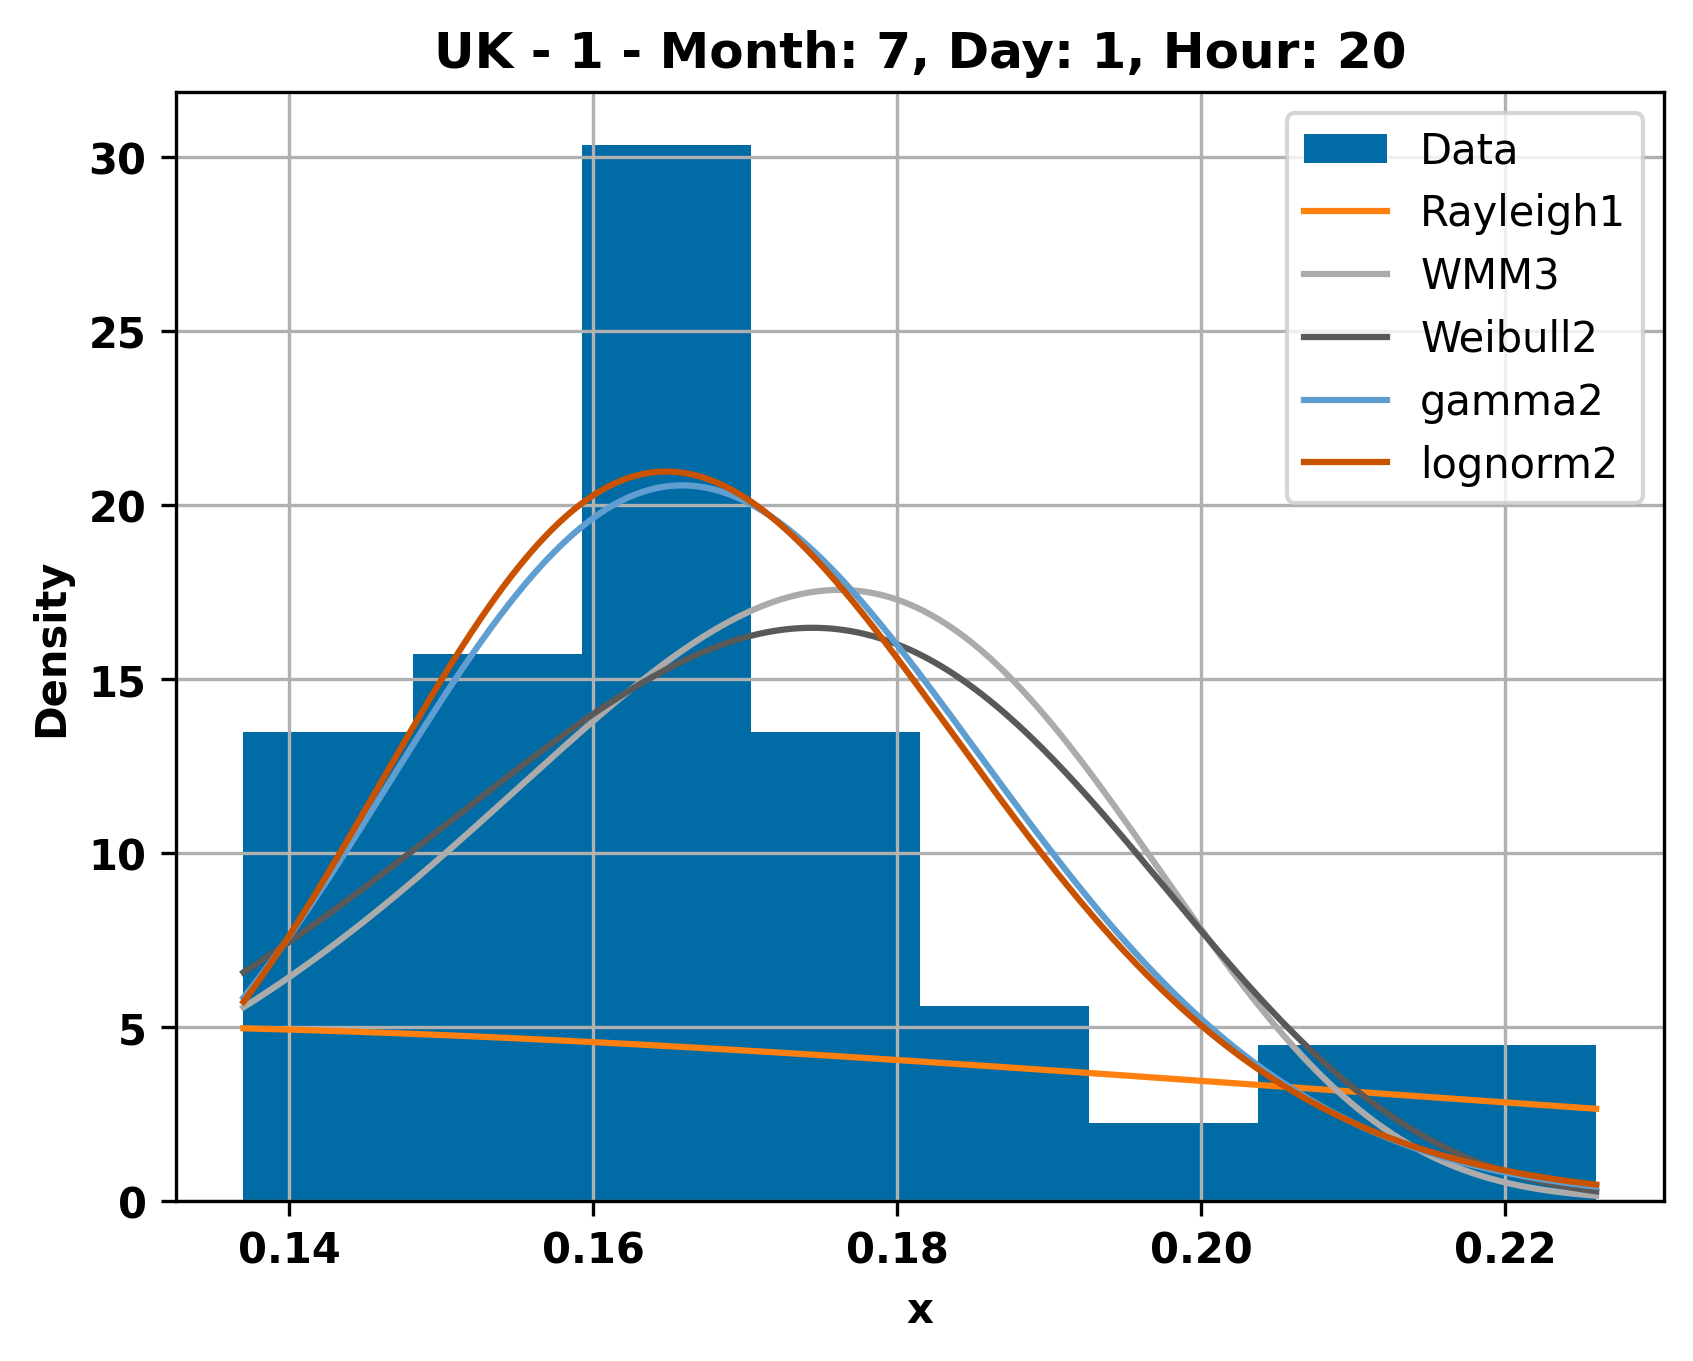 UK - 1 - Month: 7, Day: 1, Hour: 20
Data
Rayleigh1
WMM3
Weibull2
gamma2
lognorm2
Density
30
25
20
15
10
5
0
0.14 0.16 0.18 0.20 0.22
x